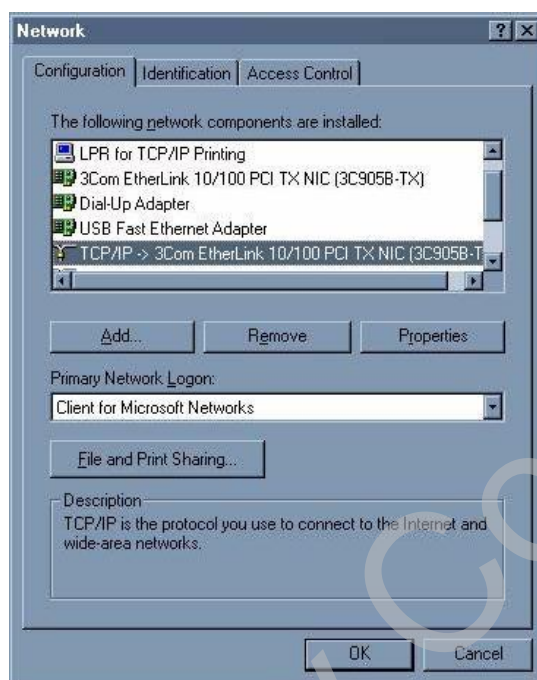 Network
Configuration Identification Access Control
The following network components are installed:
LPR for TCP/IP Printing
3Com EtherLink 10/100 PCI TX NIC (3C905B-TX)
Dial-Up Adapter
USB Fast Ethernet Adapter
TCP/IP -> 3Com EtherLink 10/100 PCI TX NIC (3C905B-T
Add... Remove Properties
Primary Network Logon:
Client for Microsoft Networks
File and Print Sharing...
Description
TCP/IP is the protocol you use to connect to the Internet and
wide-area networks.
OK Cancel